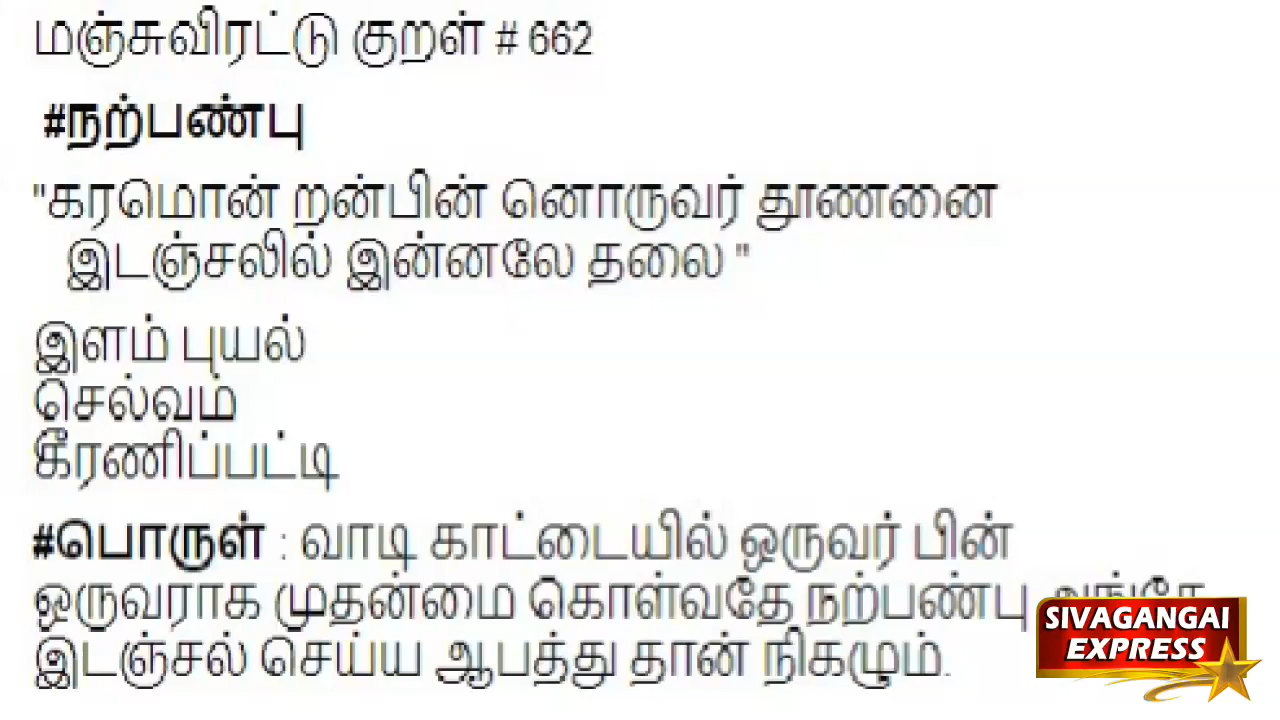 மஞ்சுவிரட்டு குறள் # 662
#நற்பண்பு
"கரமொன் றன்பின் னொருவர் தூணனை
இடஞ்சலில் இன்னலே தலை "
இளம் புயல்
செல்வம்
கீரணிப்பட்டி
#பொருள் : வாடி காட்டையில் ஒருவர் பின்
ஒருவராக முதன்மை கொள்வதே நற்பண்பு
இடஞ்சல் செய்ய ஆபத்து தான் நிகழும்.
SIVAGANGAI
EXPRESS